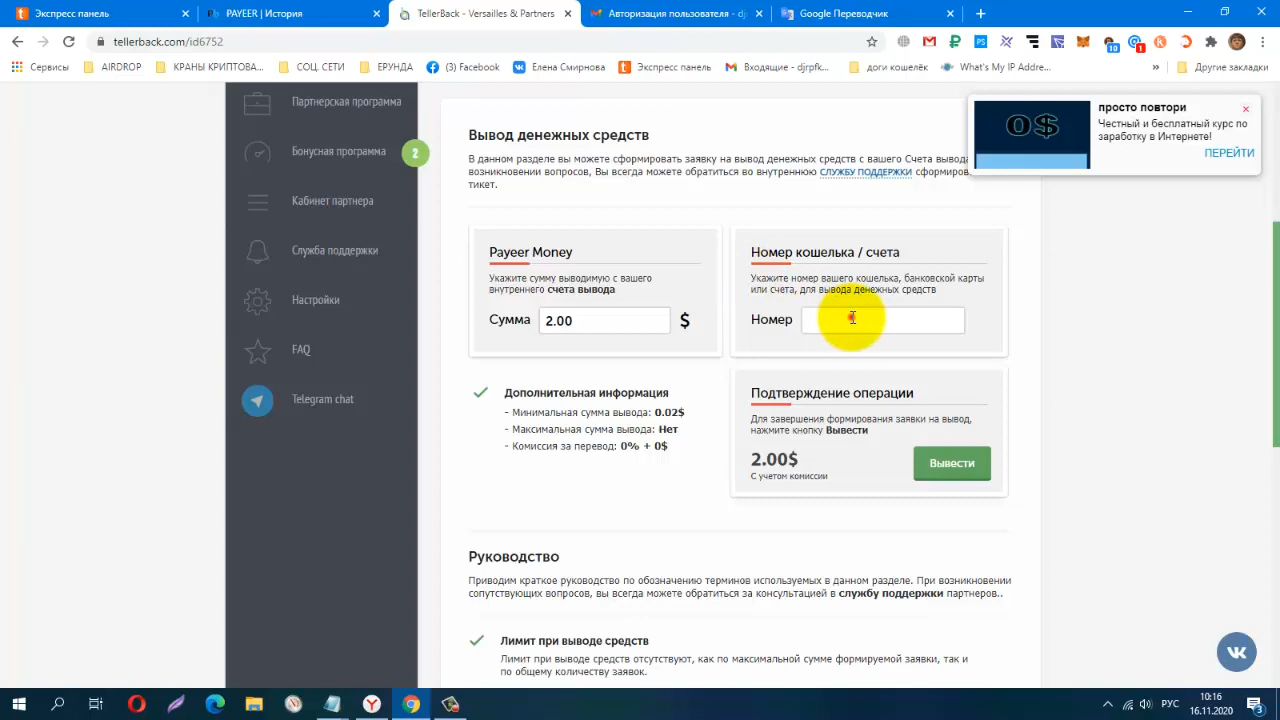 Экспресс панель
PAYEER | История
TellerBack - Versailles & Partners
Авторизация пользователя - dj
Google Переводчик
tellerback.com/id6752
10
1
Сервисы
AIRDROP
КРАНЫ КРИПТОВА...
СОЦ. СЕТИ
ЕРУНДА
(3) Facebook
Елена Смирнова
Экспресс панель
Входящие - djrpfk...
доги кошелёк
What's My IP Addre...
»
Другие закладки
Партнерская программа
Бонусная программа
2
Кабинет партнера
Служба поддержки
Настройки
FAQ
Telegram chat
просто повтори
Честный и бесплатный курс по
заработку в Интернете!
ПЕРЕЙТИ
0$
Вывод денежных средств
В данном разделе вы можете сформировать заявку на вывод денежных средств с вашего Счета вывода
возникновении вопросов, Вы всегда можете обратиться во внутреннюю СЛУЖБУ ПОДДЕРЖКИ сформиров
тикет.
Payeer Money
Укажите сумму выводимую с вашего
внутреннего счета вывода
Сумма 2.00 $
Номер кошелька / счета
Укажите номер вашего кошелька, банковской карты
или счета, для вывода денежных средств
Номер
Дополнительная информация
- Минимальная сумма вывода: 0.02$
- Максимальная сумма вывода: Нет
- Комиссия за перевод: 0% + 0$
Подтверждение операции
Для завершения формирования заявки на вывод,
нажмите кнопку Вывести
2.00$
С учетом комиссии
Вывести
Руководство
Приводим краткое руководство по обозначению терминов используемых в данном разделе. При возникновении
сопутствующих вопросов, вы всегда можете обратиться за консультацией в службу поддержки партнеров..
Лимит при выводе средств
Лимит при выводе средств отсутствуют, как по максимальной сумме формируемой заявки, так и
по общему количеству заявок.
РУС
10:16
16.11.2020
3